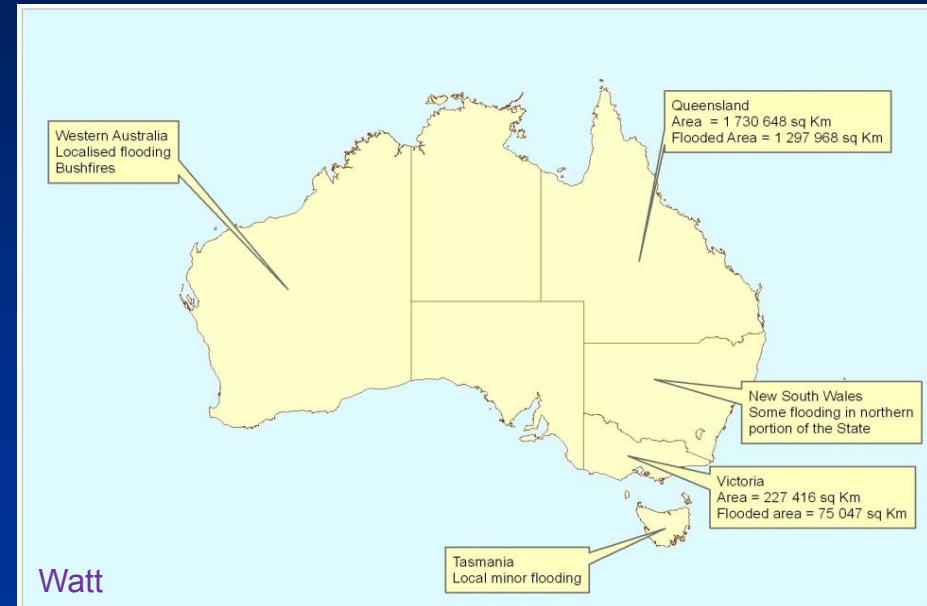 Queensland
Area = 1 730 648 sq Km
Flooded Area = 1 297 968 sq Km
Western Australia
Localised flooding
Bushfires
New South Wales
Some flooding in northern
portion of the State
Victoria
Area = 227 416 sq Km
Flooded area = 75 047 sq Km
Tasmania
Local minor flooding
Watt